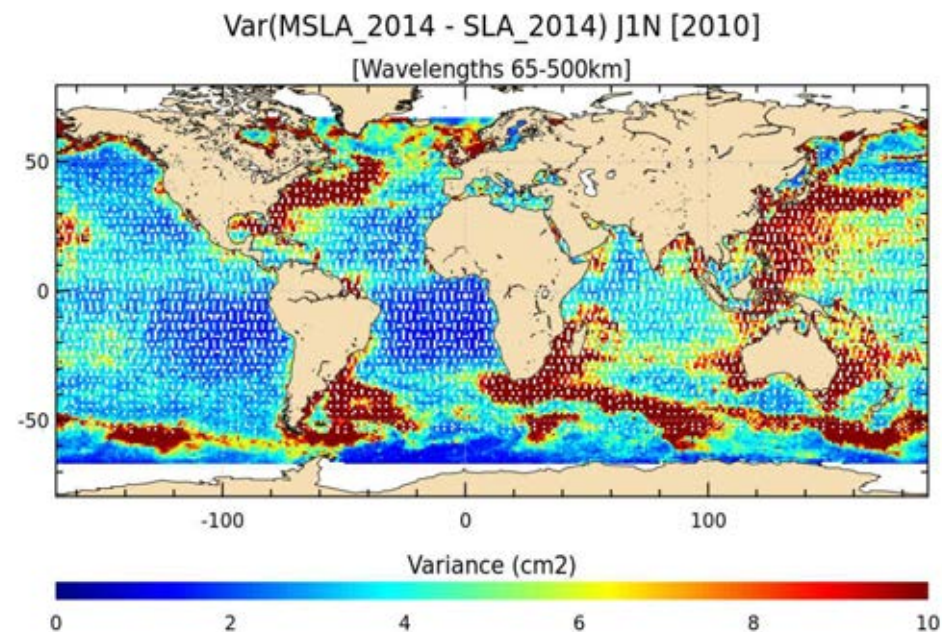 Var(MSLA_2014 - SLA_2014) J1N [2010]
[Wavelengths 65-500km]
50
0
-50
-100 0 100
Variance (cm2)
0 2 4 6 8 10